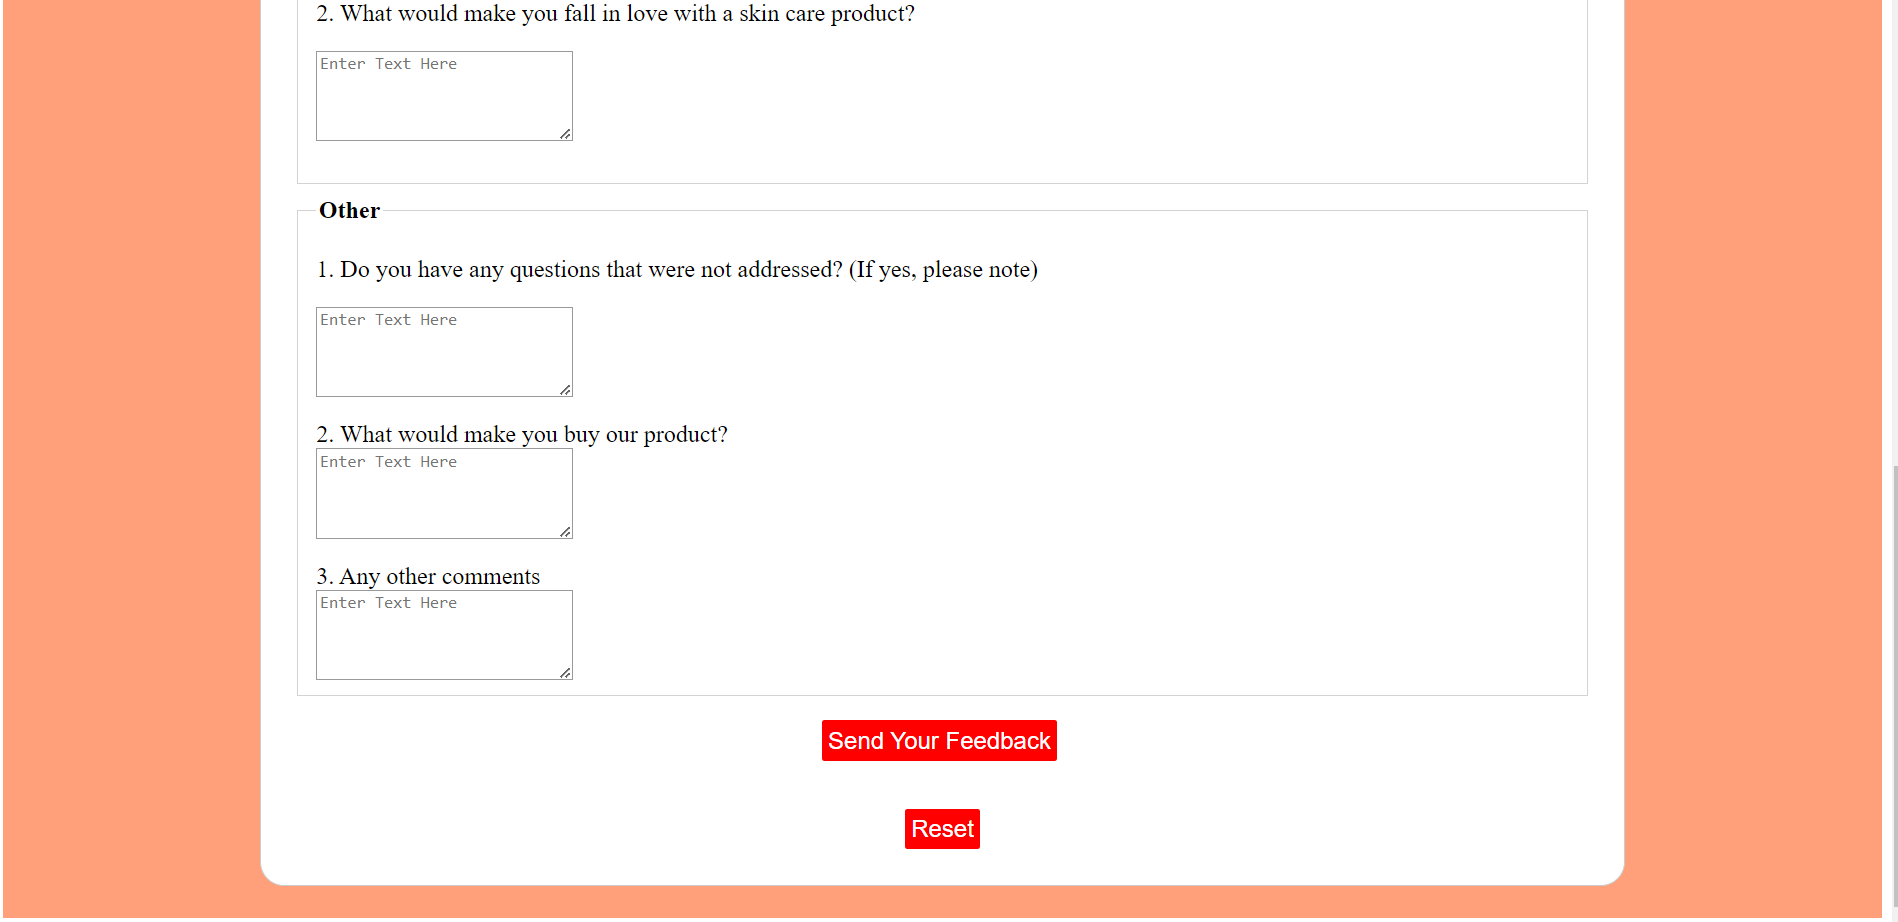 2. What would make you fall in love with a skin care product?
Enter Text Here
Other
1. Do you have any questions that were not addressed? (If yes, please note)
Enter Text Here
2. What would make you buy our product?
Enter Text Here
3. Any other comments
Enter Text Here
Send Your Feedback
Reset